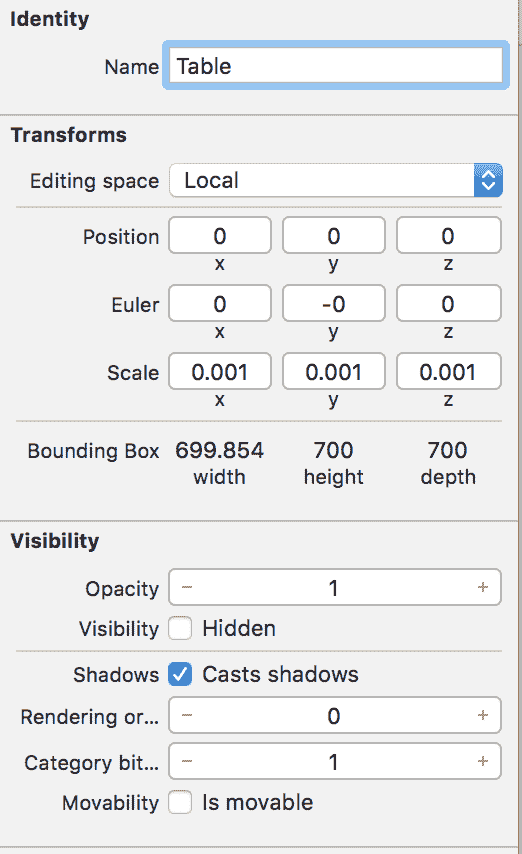 Identity
Name Table
Transforms
Editing space Local
Position 0 0 0
x y z
Euler 0 -0 0
x y z
Scale 0.001 0.001 0.001
x y z
Bounding Box 699.854 700 700
width height depth
Visibility
Opacity − 1 +
Visibility Hidden
Shadows Casts shadows
Rendering or... − 0 +
Category bit... − 1 +
Movability Is movable